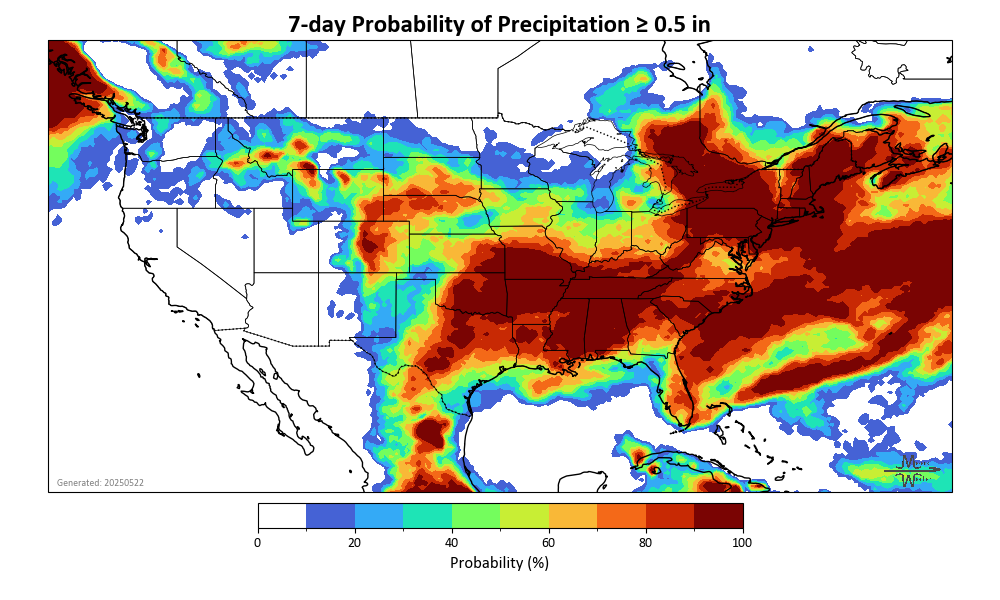 7-day Probability of Precipitation ≥ 0.5 in
Generated: 20250522
0 20 40 60 80 100
Probability (%)